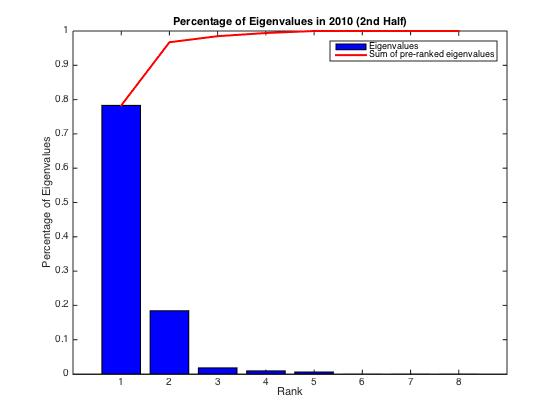 Percentage of Eigenvalues in 2010 (2nd Half)
1
0.9
0.8
0.7
0.6
0.5
0.4
0.3
0.2
0.1
0
Percentage of Eigenvalues
Eigenvalues
Sum of pre-ranked eigenvalues
1 2 3 4 5 6 7 8
Rank